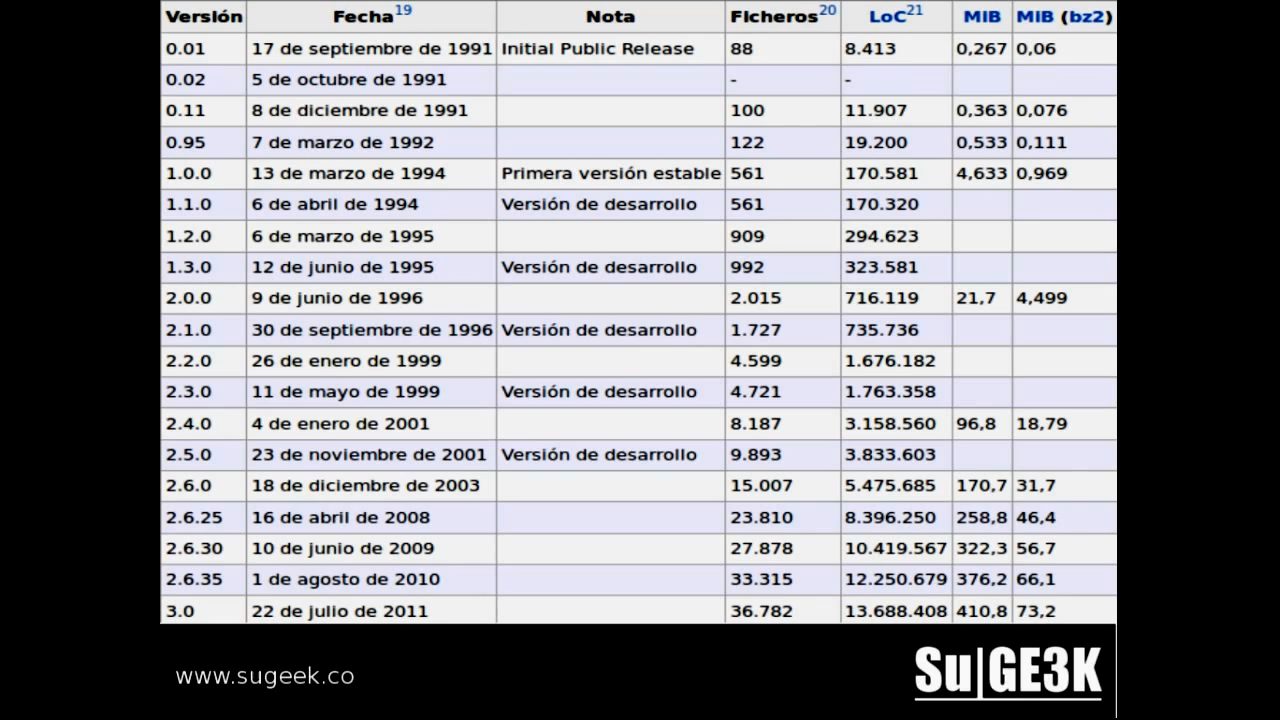 Versión Fecha19 Nota Ficheros20 LoC21 MIB MIB (bz2)
0.01 17 de septiembre de 1991 Initial Public Release 88 8.413 0,267 0,06
0.02 5 de octubre de 1991 - -
0.11 8 de diciembre de 1991 100 11.907 0,363 0,076
0.95 7 de marzo de 1992 122 19.200 0,533 0,111
1.0.0 13 de marzo de 1994 Primera versión estable 561 170.581 4,633 0,969
1.1.0 6 de abril de 1994 Versión de desarrollo 561 170.320
1.2.0 6 de marzo de 1995 909 294.623
1.3.0 12 de junio de 1995 Versión de desarrollo 992 323.581
2.0.0 9 de junio de 1996 2.015 716.119 21,7 4,499
2.1.0 30 de septiembre de 1996 Versión de desarrollo 1.727 735.736
2.2.0 26 de enero de 1999 4.599 1.676.182
2.3.0 11 de mayo de 1999 Versión de desarrollo 4.721 1.763.358
2.4.0 4 de enero de 2001 8.187 3.158.560 96,8 18,79
2.5.0 23 de noviembre de 2001 Versión de desarrollo 9.893 3.833.603
2.6.0 18 de diciembre de 2003 15.007 5.475.685 170,7 31,7
2.6.25 16 de abril de 2008 23.810 8.396.250 258,8 46,4
2.6.30 10 de junio de 2009 27.878 10.419.567 322,3 56,7
2.6.35 1 de agosto de 2010 33.315 12.250.679 376,2 66,1
3.0 22 de julio de 2011 36.782 13.688.408 410,8 73,2
www.sugeek.co
Su|GE3K